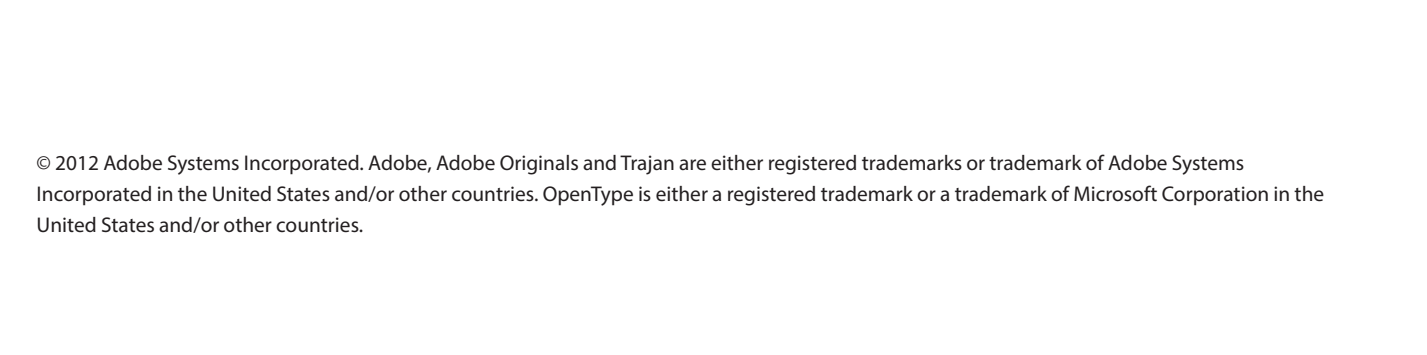 © 2012 Adobe Systems Incorporated. Adobe, Adobe Originals and Trajan are either registered trademarks or trademark of Adobe Systems
Incorporated in the United States and/or other countries. OpenType is either a registered trademark or a trademark of Microsoft Corporation in the
United States and/or other countries.